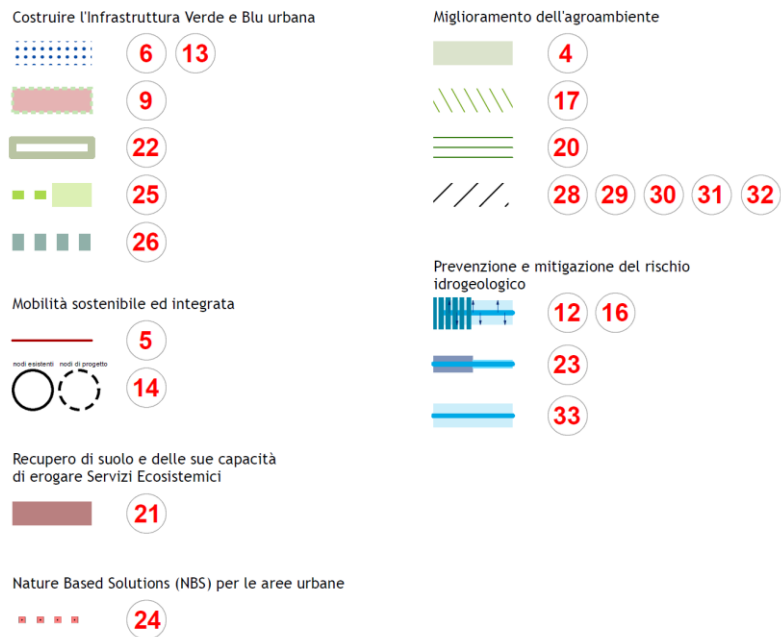 Costruire l'Infrastruttura Verde e Blu urbana
6 13
9
22
25
26
Mobilità sostenibile ed integrata
5
nodi esistenti nodi di progetto
14
Recupero di suolo e delle sue capacità
di erogare Servizi Ecosistemici
21
Nature Based Solutions (NBS) per le aree urbane
24
Miglioramento dell'agroambiente
4
17
20
28 29 30 31 32
Prevenzione e mitigazione del rischio
idrogeologico
12 16
23
33